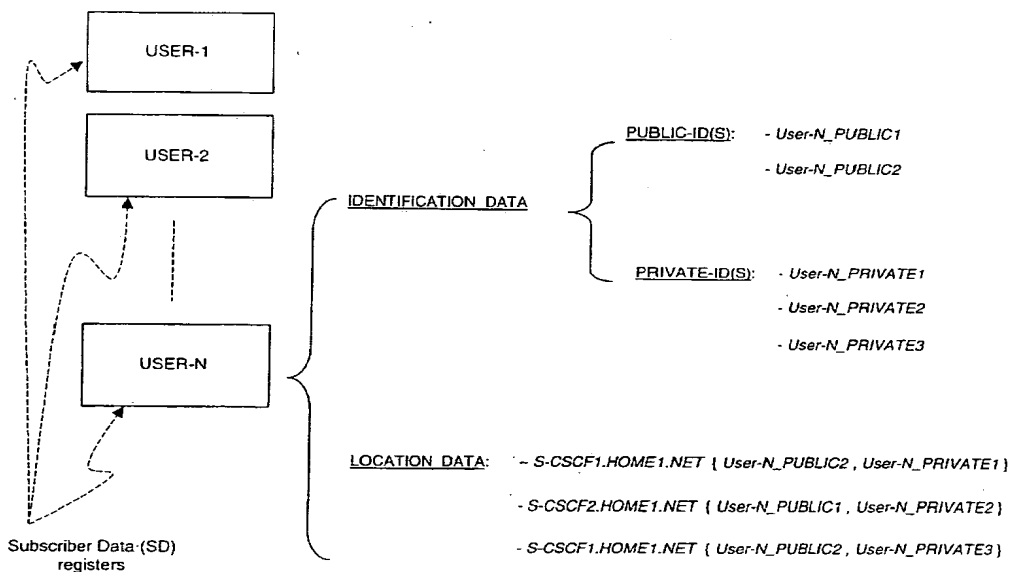 USER-1
USER-2
USER-N
Subscriber Data (SD)
registers
IDENTIFICATION DATA
PUBLIC-ID(S): - User-N_PUBLIC1
- User-N_PUBLIC2
PRIVATE-ID(S): - User-N_PRIVATE1
- User-N_PRIVATE2
- User-N_PRIVATE3
LOCATION DATA: - S-CSCF1.HOME1.NET { User-N_PUBLIC2 , User-N_PRIVATE1 }
- S-CSCF2.HOME1.NET { User-N_PUBLIC1 , User-N_PRIVATE2 }
- S-CSCF1.HOME1.NET { User-N_PUBLIC2 , User-N_PRIVATE3 }